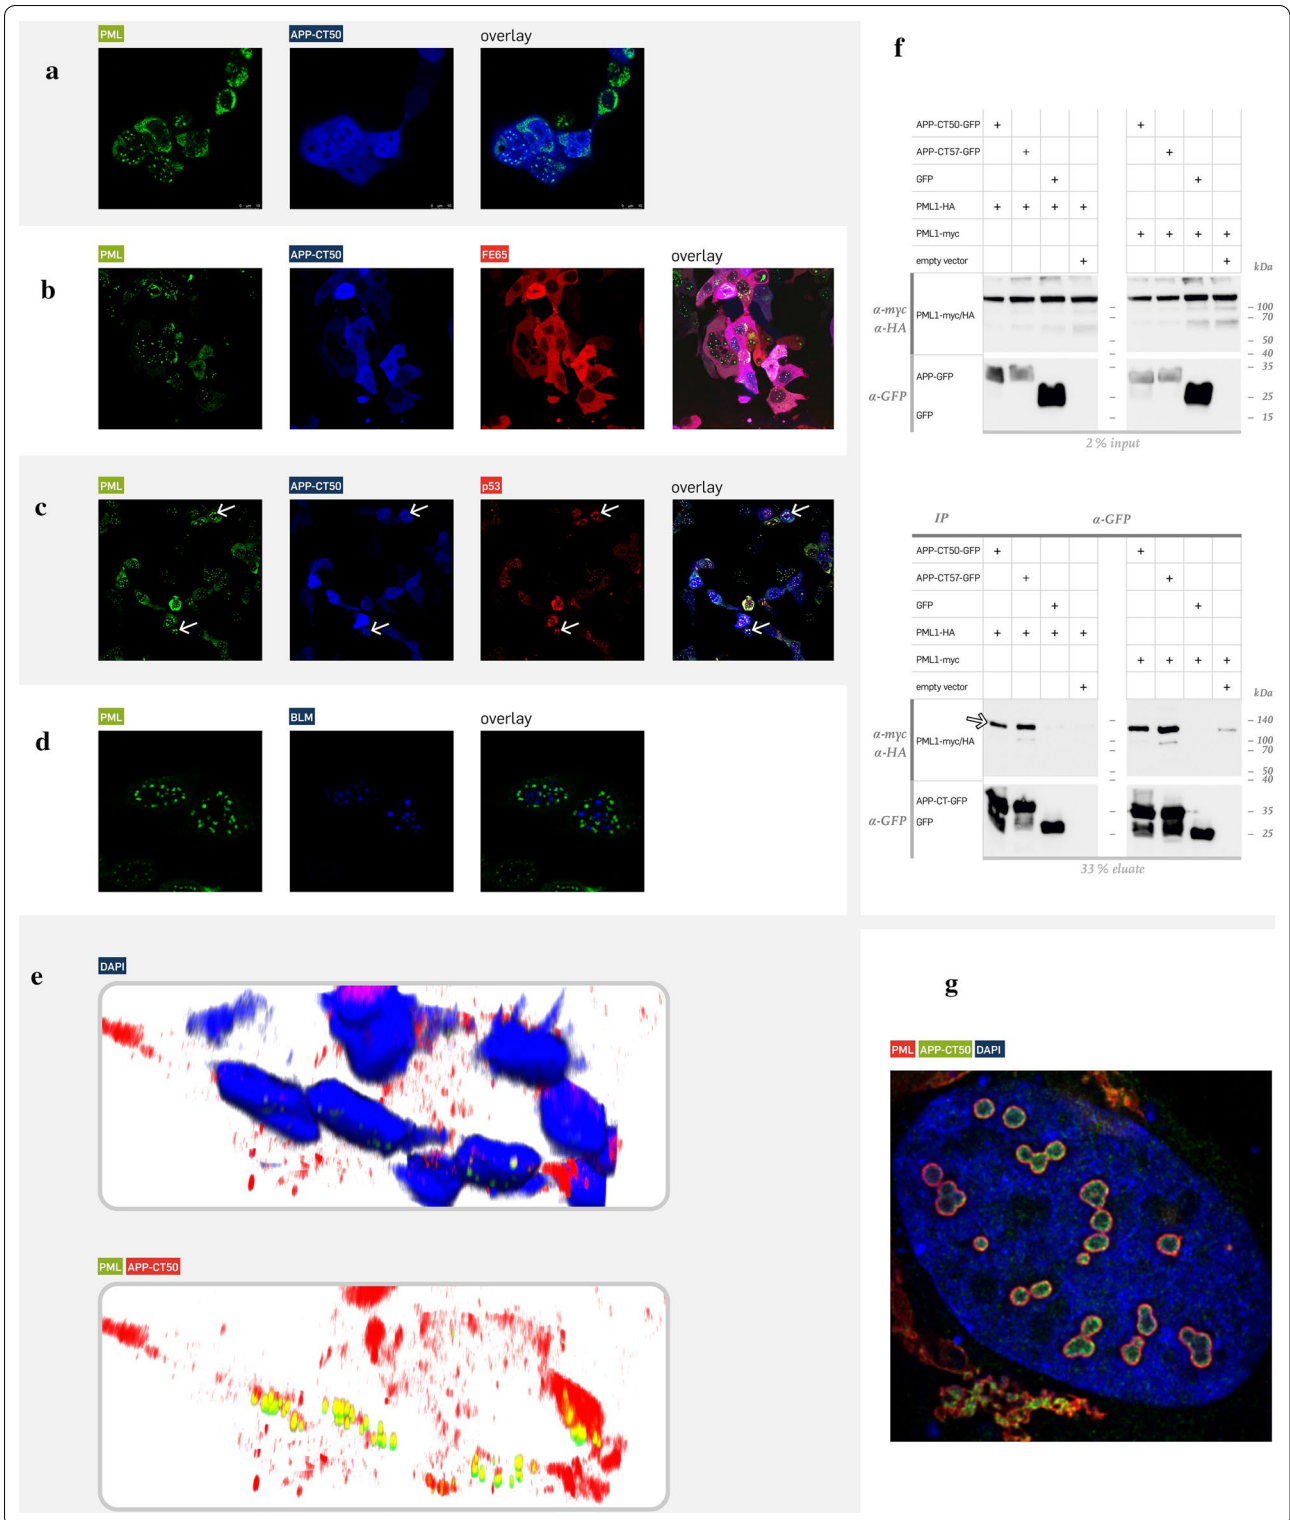 a
PML APP-CT50 overlay
b
PML APP-CT50 FE65 overlay
c
PML APP-CT50 p53 overlay
d
PML BLM overlay
e
DAPI
PML APP-CT50
f
APP-CT50-GFP + +
APP-CT57-GFP + +
GFP + +
PML1-HA + + + +
PML1-myc + + + +
empty vector + +
kDa
α-myc
α-HA
PML1-myc/HA
– 100
– 70
– 50
– 40
– 35
– 25
– 15
α-GFP
APP-GFP
GFP
2 % input
IP α-GFP
APP-CT50-GFP + +
APP-CT57-GFP + +
GFP + +
PML1-HA + + + +
PML1-myc + + + +
empty vector + +
kDa
α-myc
α-HA
PML1-myc/HA
– 140
– 100
– 70
– 50
– 40
– 35
– 25
α-GFP
APP-CT-GFP
GFP
33 % eluate
g
PML APP-CT50 DAPI